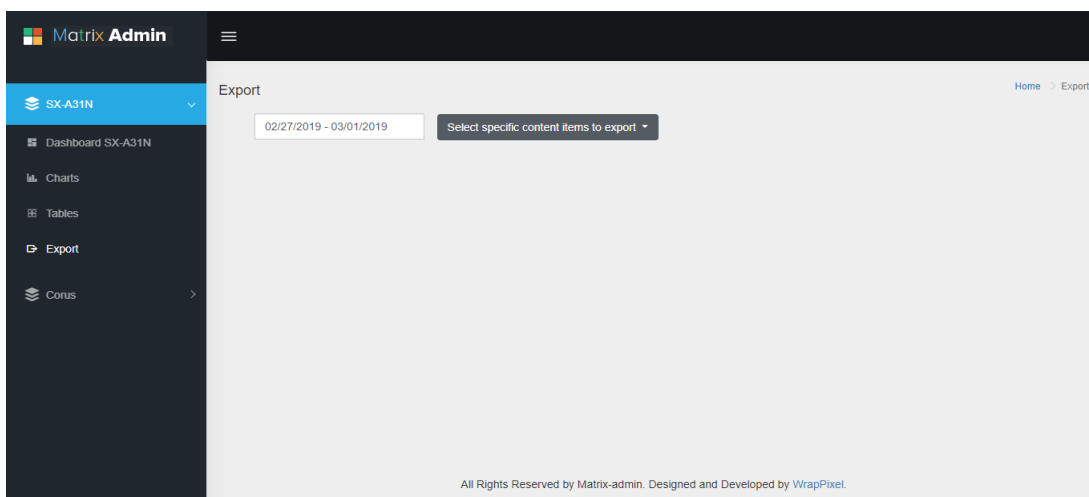 Matrix Admin
SX-A31N
Dashboard SX-A31N
Charts
Tables
Export
Corus
Export
Home > Export
02/27/2019 - 03/01/2019
Select specific content items to export
All Rights Reserved by Matrix-admin. Designed and Developed by WrapPixel.